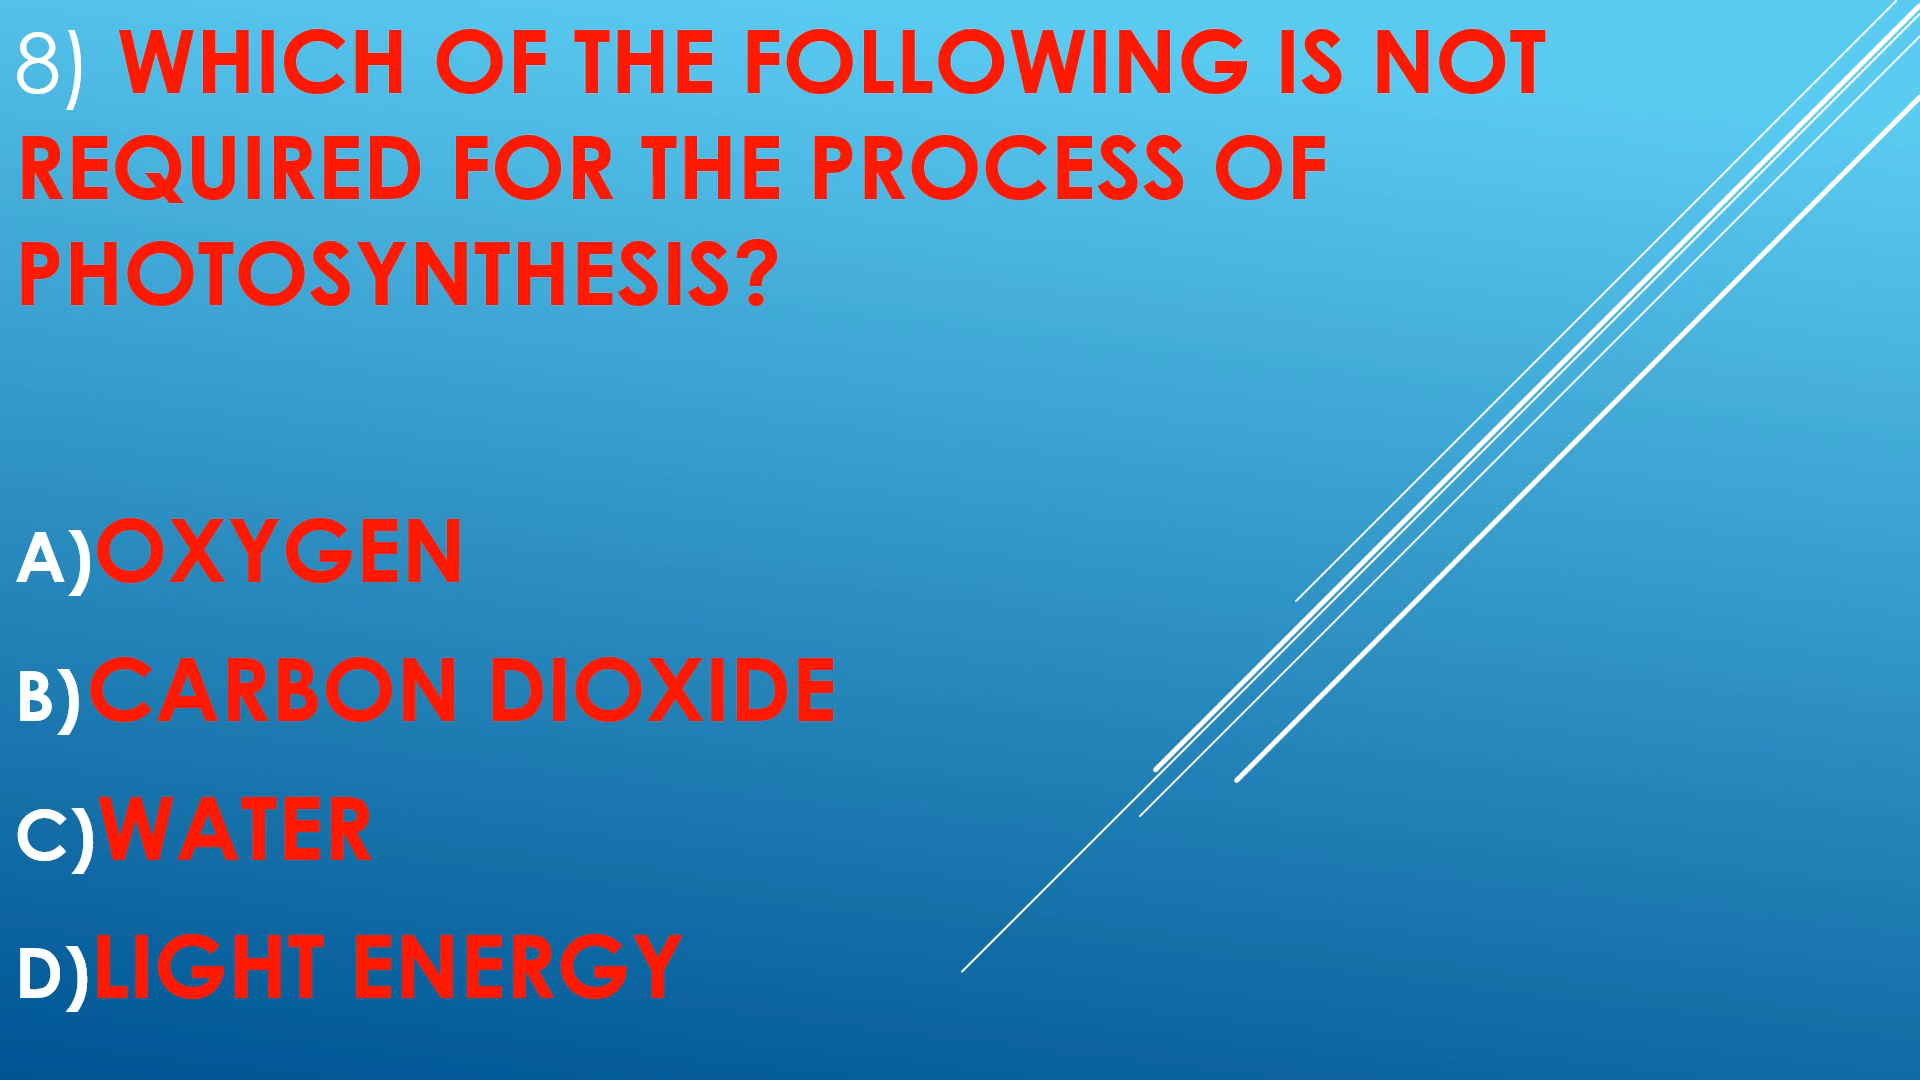 8) WHICH OF THE FOLLOWING IS NOT
REQUIRED FOR THE PROCESS OF
PHOTOSYNTHESIS?
A)OXYGEN
B)CARBON DIOXIDE
C)WATER
D)LIGHT ENERGY